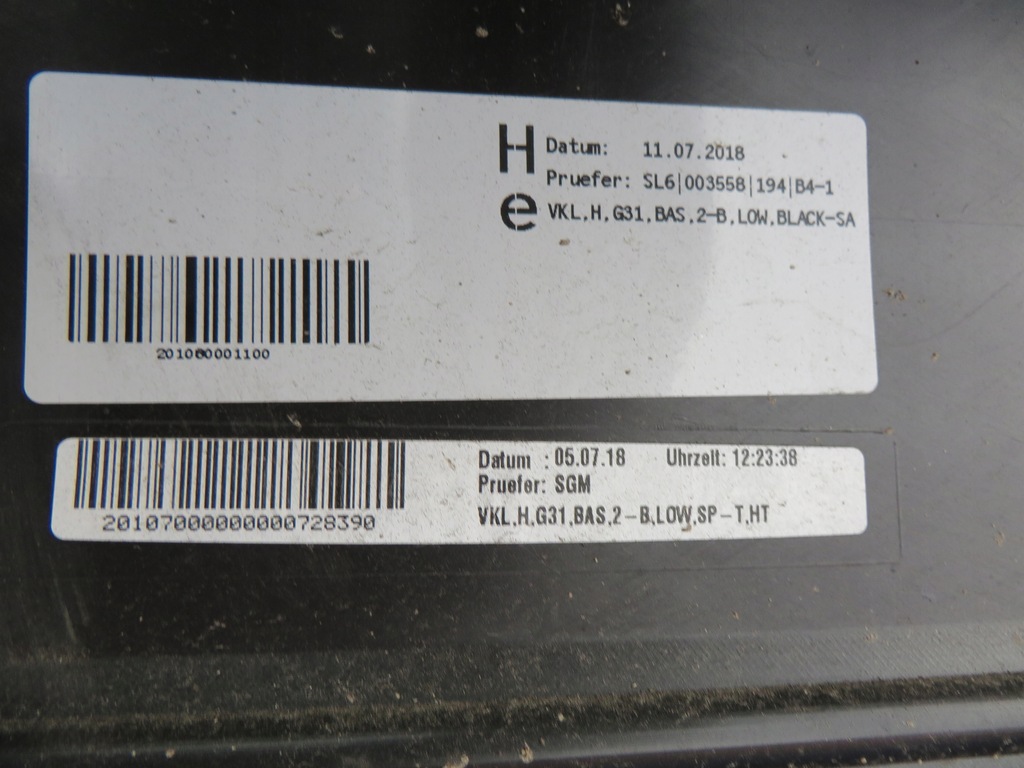 H Datum: 11.07.2018
Pruefer: SL6|003558|194|B4-1
e VKL,H,G31,BAS,2-B,LOW,BLACK-SA
201060001100
Datum : 05.07.18 Uhrzeit: 12:23:38
Pruefer: SGM
201070000000000728390
VKL,H,G31,BAS,2-B,LOW,SP-T,HT